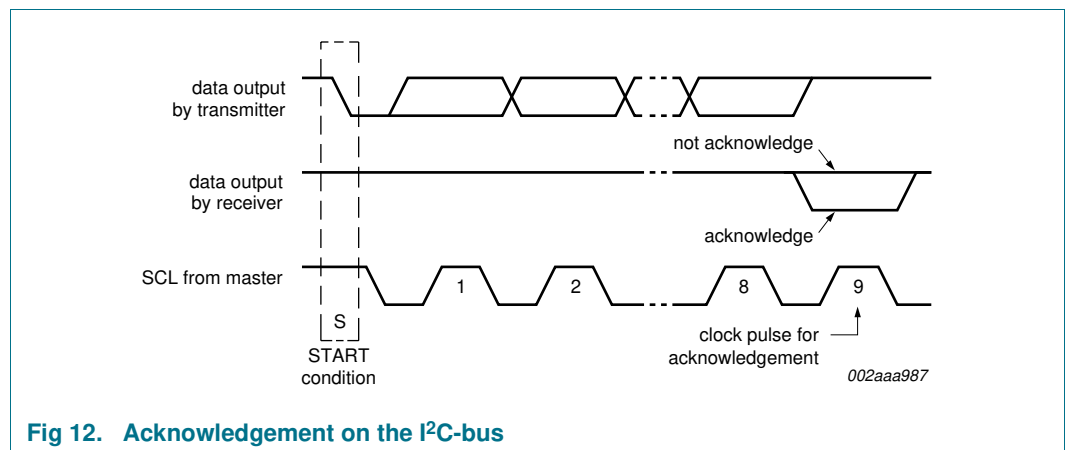 data output
by transmitter
not acknowledge
data output
by receiver
acknowledge
SCL from master
1
2
8
9
S
START
condition
clock pulse for
acknowledgement
002aaa987
Fig 12. Acknowledgement on the I²C-bus